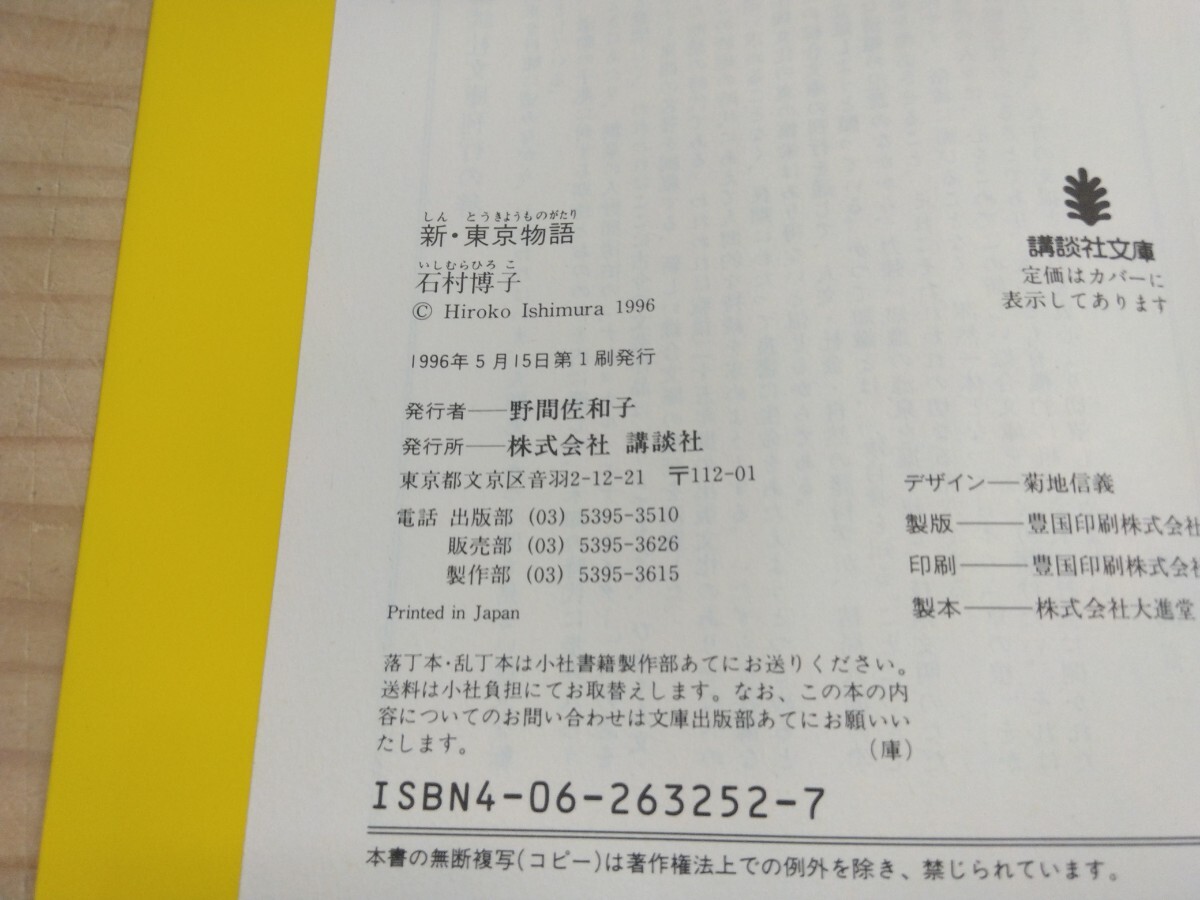 しん とうきようものがたり
新・東京物語
いしむらひろ こ
石村博子
© Hiroko Ishimura 1996
1996年5月15日第1刷発行
発行者――野間佐和子
発行所――株式会社 講談社
東京都文京区音羽2-12-21 〒112-01
電話 出版部 (03) 5395-3510
販売部 (03) 5395-3626
製作部 (03) 5395-3615
Printed in Japan
講談社文庫
定価はカバーに
表示してあります
デザイン――菊地信義
製版――豊国印刷株式会社
印刷――豊国印刷株式会社
製本――株式会社大進堂
落丁本・乱丁本は小社書籍製作部あてにお送りください。
送料は小社負担にてお取替えします。なお、この本の内
容についてのお問い合わせは文庫出版部あてにお願いい
たします。 (庫)
ISBN4-06-263252-7
本書の無断複写(コピー)は著作権法上での例外を除き、禁じられています。